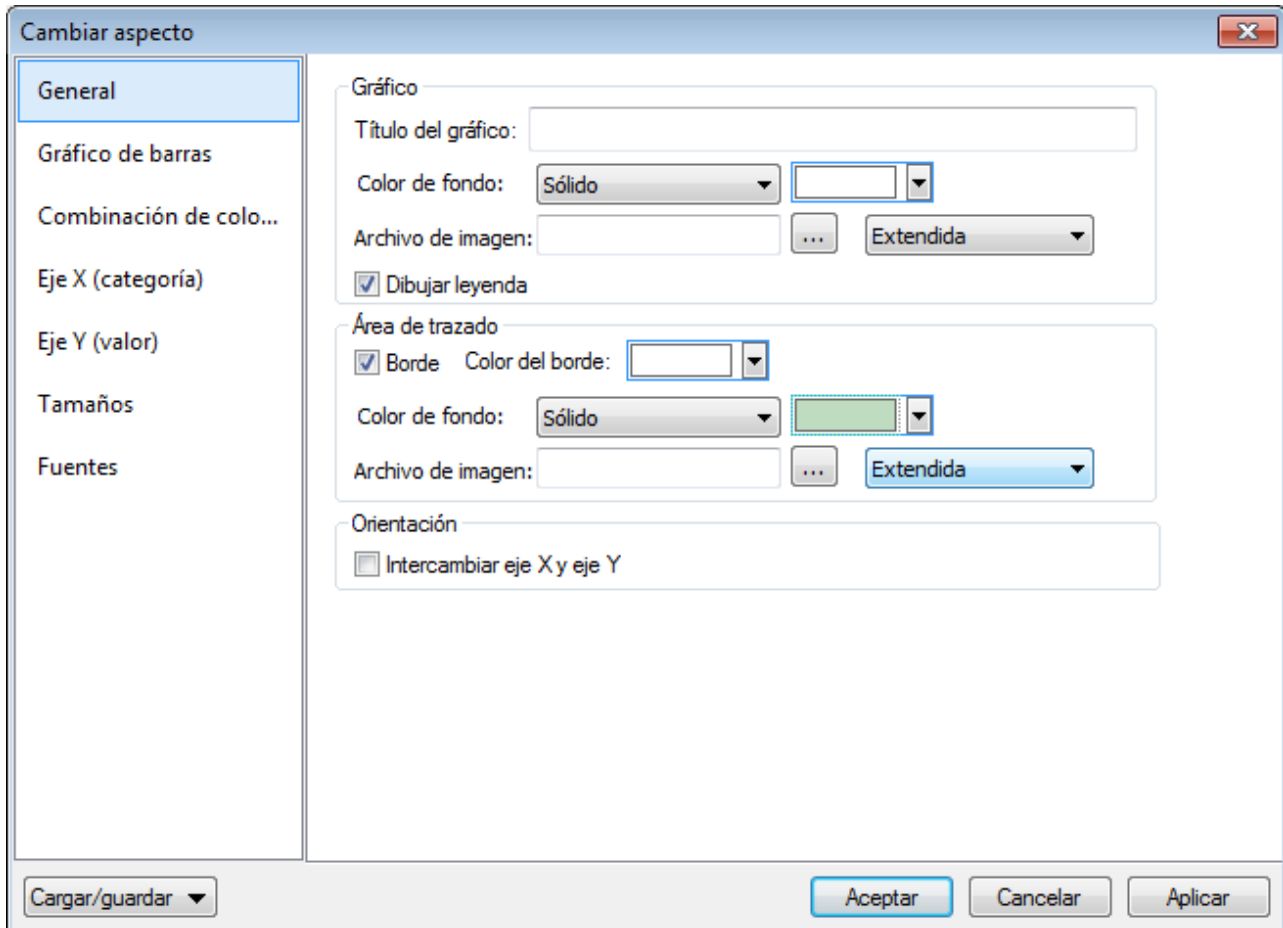 Cambiar aspecto
General
Gráfico de barras
Combinación de colo...
Eje X (categoría)
Eje Y (valor)
Tamaños
Fuentes
Gráfico
Título del gráfico:
Color de fondo: Sólido
Archivo de imagen: ... Extendida
Dibujar leyenda
Área de trazado
Borde Color del borde:
Color de fondo: Sólido
Archivo de imagen: ... Extendida
Orientación
Intercambiar eje X y eje Y
Cargar/guardar Aceptar Cancelar Aplicar